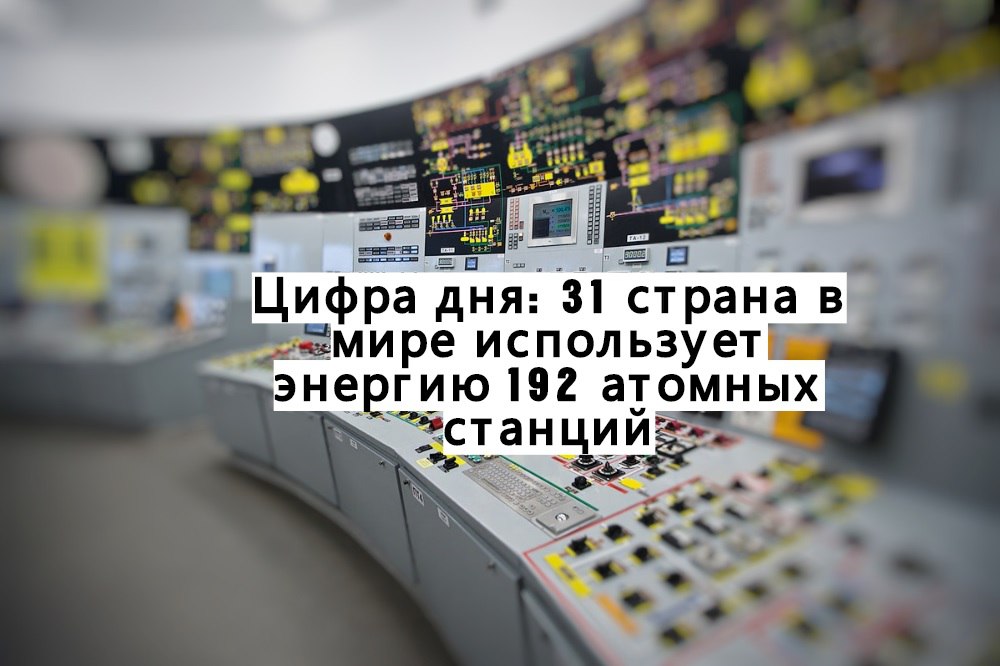 Цифра дня: 31 страна в
мире использует
энергию 192 атомных
станций